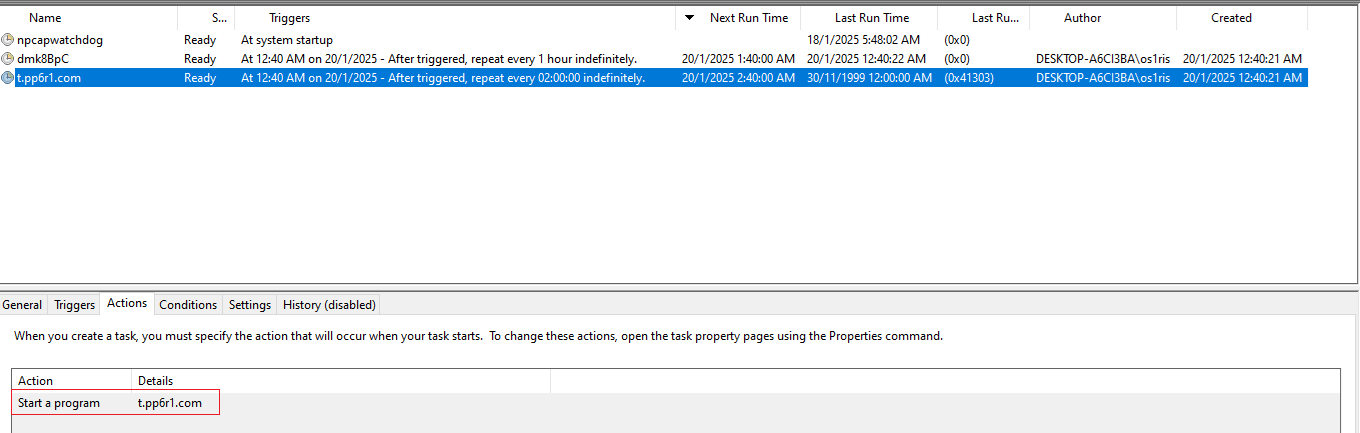 Name S... Triggers Next Run Time Last Run Time Last Ru... Author Created
npcapwatchdog Ready At system startup 18/1/2025 5:48:02 AM (0x0)
dmk8BpC Ready At 12:40 AM on 20/1/2025 - After triggered, repeat every 1 hour indefinitely. 20/1/2025 1:40:00 AM 20/1/2025 12:40:22 AM (0x0) DESKTOP-A6CI3BA\os1ris 20/1/2025 12:40:21 AM
t.pp6r1.com Ready At 12:40 AM on 20/1/2025 - After triggered, repeat every 02:00:00 indefinitely. 20/1/2025 2:40:00 AM 30/11/1999 12:00:00 AM (0x41303) DESKTOP-A6CI3BA\os1ris 20/1/2025 12:40:21 AM
General Triggers Actions Conditions Settings History (disabled)
When you create a task, you must specify the action that will occur when your task starts. To change these actions, open the task property pages using the Properties command.
Action Details
Start a program t.pp6r1.com